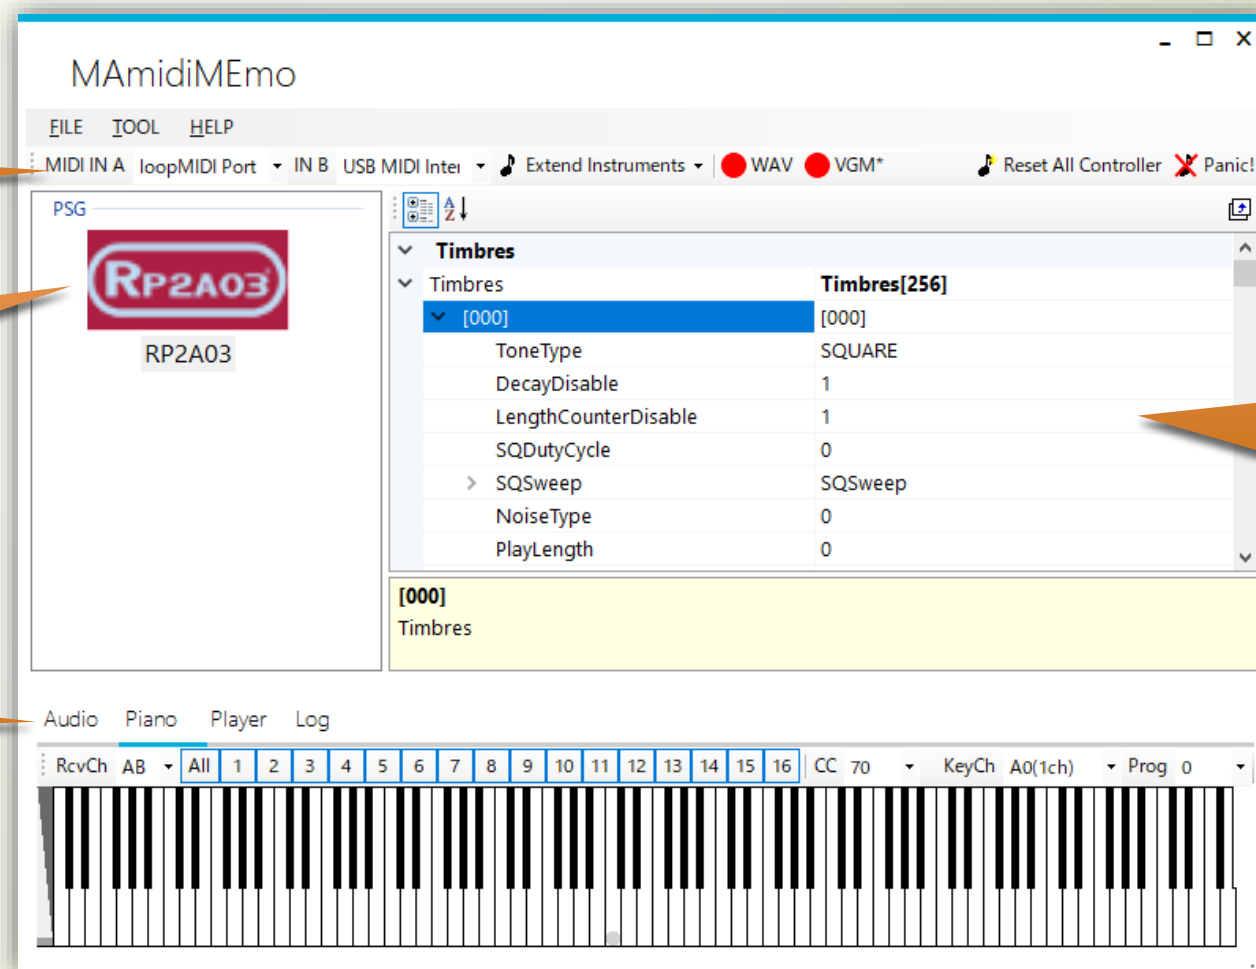 MAmidiMEmo
FILE TOOL HELP
MIDI IN A loopMIDI Port IN B USB MIDI Inter Extend Instruments WAV VGM* Reset All Controller Panic!
PSG
RP2A03
RP2A03
Timbres
Timbres Timbres[256]
[000] [000]
ToneType SQUARE
DecayDisable 1
LengthCounterDisable 1
SQDutyCycle 0
SQSweep SQSweep
NoiseType 0
PlayLength 0
[000]
Timbres
Audio Piano Player Log
RcvCh AB All 1 2 3 4 5 6 7 8 9 10 11 12 13 14 15 16 CC 70 KeyCh A0(1ch) Prog 0